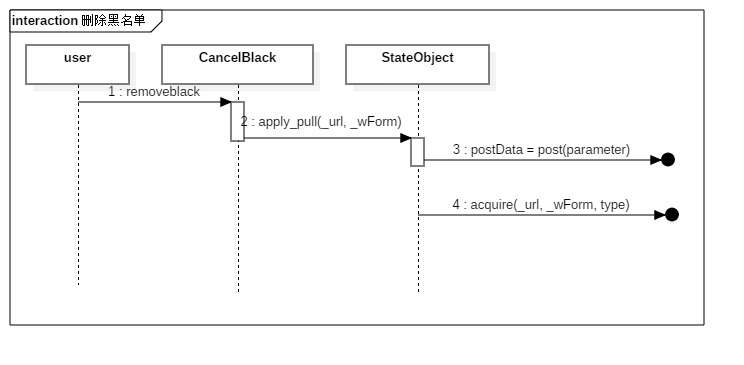 interaction 删除黑名单
user
CancelBlack
StateObject
1 : removeblack
2 : apply_pull(_url, _wForm)
3 : postData = post(parameter)
4 : acquire(_url, _wForm, type)